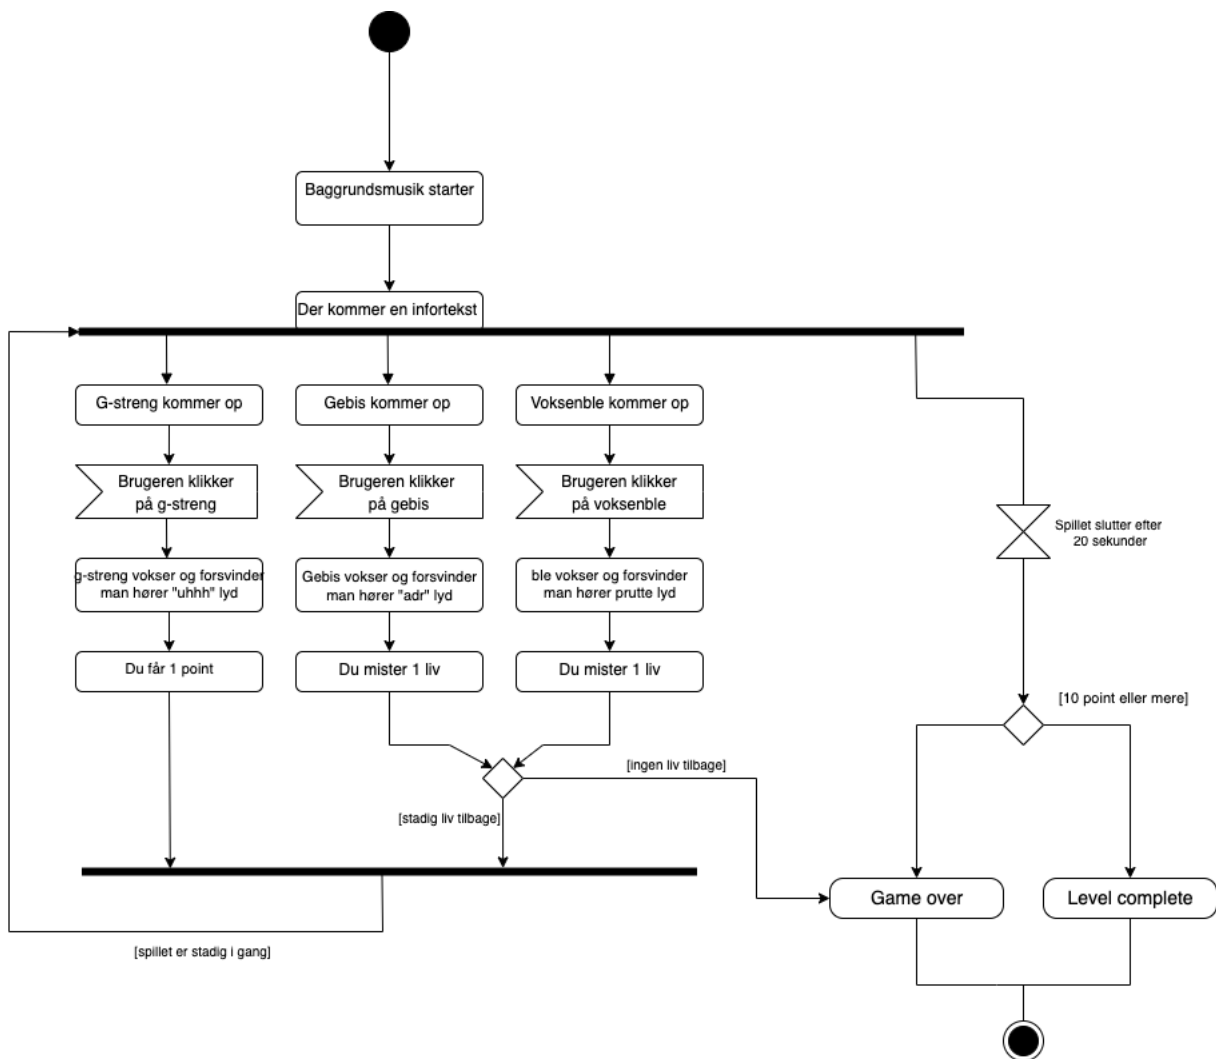 Baggrundsmusik starter
Der kommer en infortekst
G-streng kommer op
Gebis kommer op
Voksenble kommer op
Brugeren klikker
på g-streng
Brugeren klikker
på gebis
Brugeren klikker
på voksenble
Spillet slutter efter
20 sekunder
g-streng vokser og forsvinder
man hører "uhhh" lyd
Gebis vokser og forsvinder
man hører "adr" lyd
ble vokser og forsvinder
man hører prutte lyd
Du får 1 point
Du mister 1 liv
Du mister 1 liv
[10 point eller mere]
[ingen liv tilbage]
[stadig liv tilbage]
Game over
Level complete
[spillet er stadig i gang]